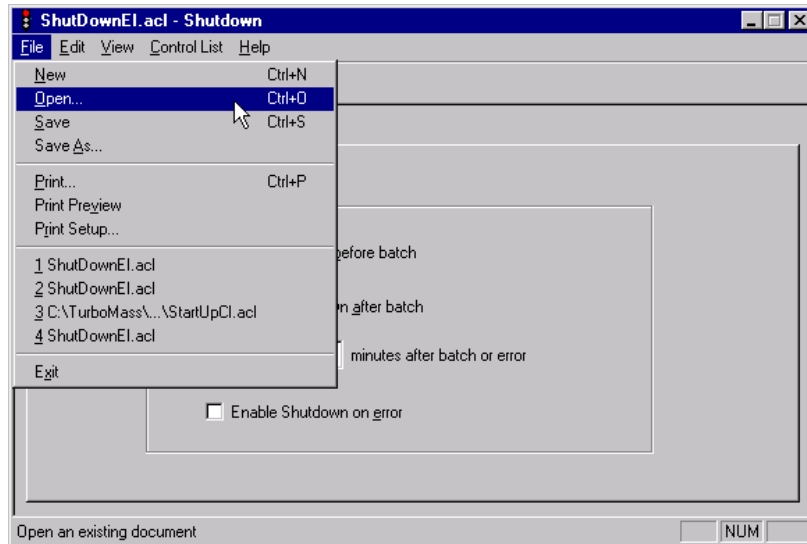 ShutDownEI.acl - Shutdown
File Edit View Control List Help
New Ctrl+N
Open... Ctrl+O
Save Ctrl+S
Save As...
Print... Ctrl+P
Print Preview
Print Setup...
1 ShutDownEI.acl
2 ShutDownEI.acl
3 C:\TurboMass\...\StartUpCI.acl
4 ShutDownEI.acl
Exit
before batch
after batch
minutes after batch or error
Enable Shutdown on error
Open an existing document
NUM